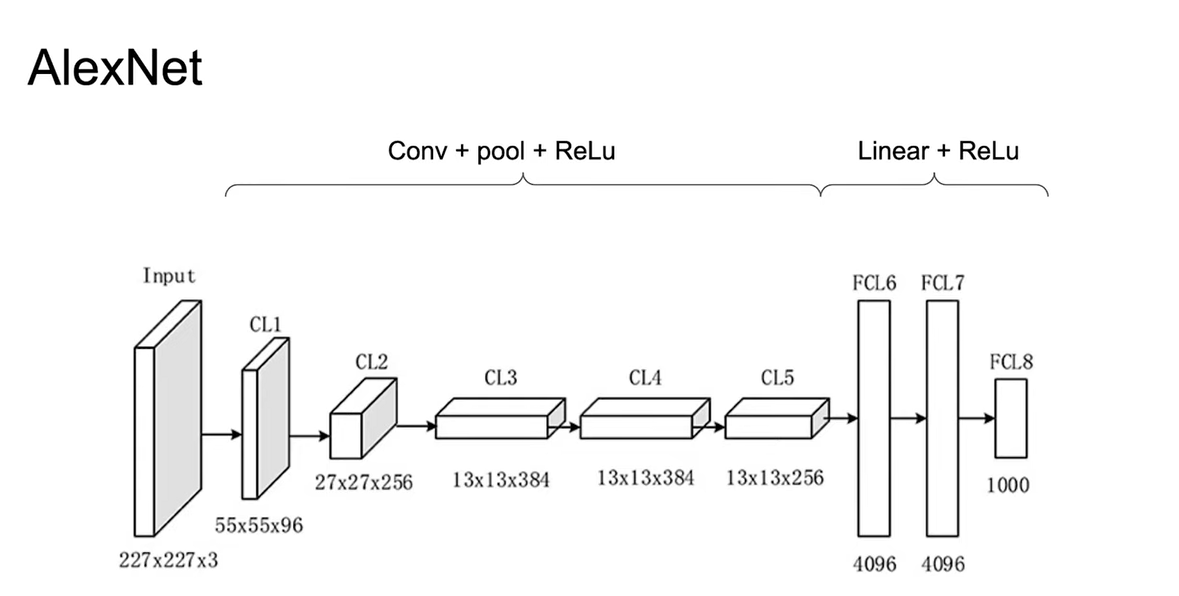 AlexNet
Conv + pool + ReLu
Linear + ReLu
Input
CL1
CL2
CL3
CL4
CL5
FCL6
FCL7
FCL8
227x227x3
55x55x96
27x27x256
13x13x384
13x13x384
13x13x256
4096
4096
1000